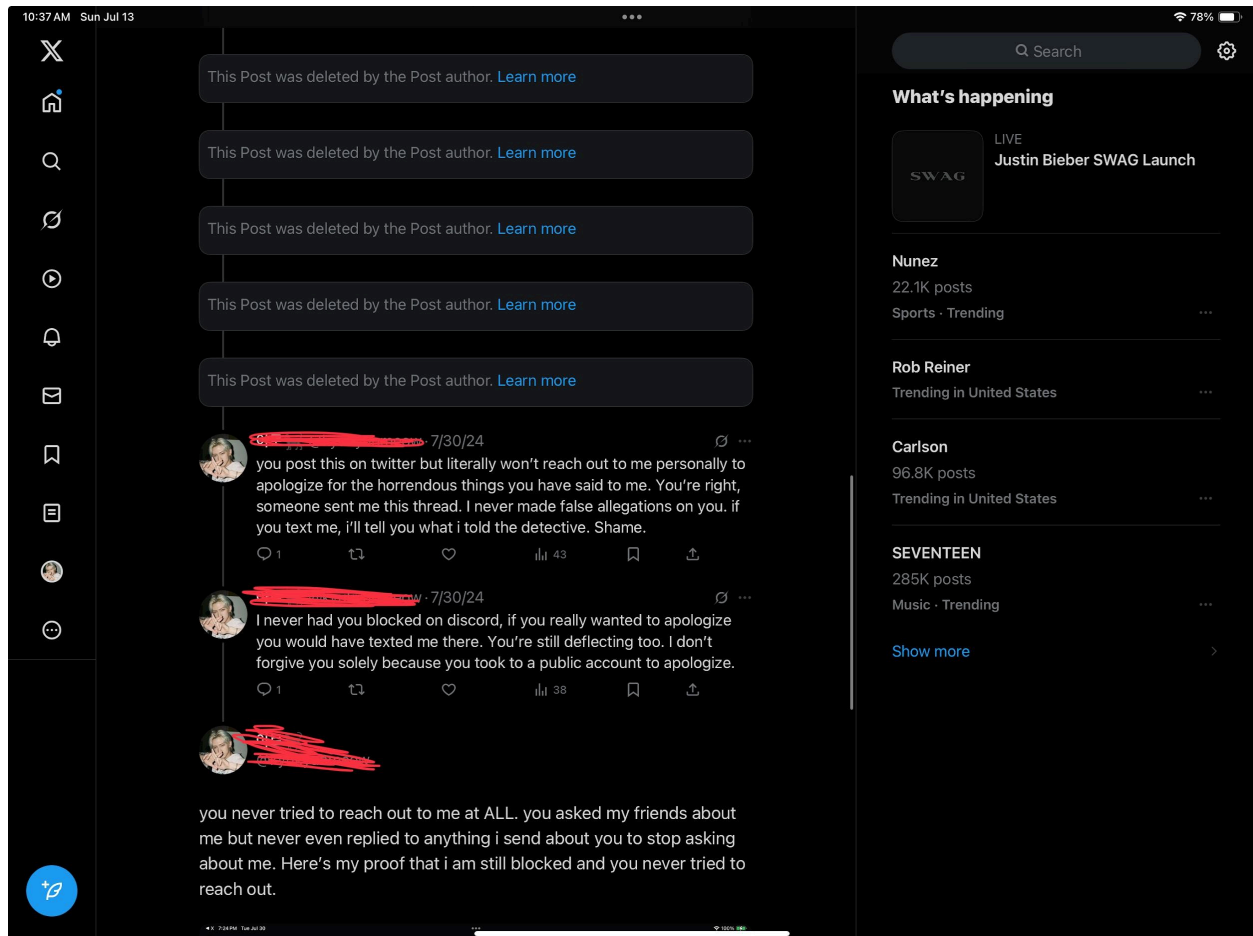 10:37 AM Sun Jul 13
78%
This Post was deleted by the Post author. Learn more
This Post was deleted by the Post author. Learn more
This Post was deleted by the Post author. Learn more
This Post was deleted by the Post author. Learn more
This Post was deleted by the Post author. Learn more
· 7/30/24
you post this on twitter but literally won't reach out to me personally to
apologize for the horrendous things you have said to me. You're right,
someone sent me this thread. I never made false allegations on you. if
you text me, i'll tell you what i told the detective. Shame.
1
43
· 7/30/24
I never had you blocked on discord, if you really wanted to apologize
you would have texted me there. You're still deflecting too. I don't
forgive you solely because you took to a public account to apologize.
1
38
you never tried to reach out to me at ALL. you asked my friends about
me but never even replied to anything i send about you to stop asking
about me. Here's my proof that i am still blocked and you never tried to
reach out.
X 7:24 PM Tue Jul 30
100%
Search
What's happening
SWAG
LIVE
Justin Bieber SWAG Launch
Nunez
22.1K posts
Sports · Trending
Rob Reiner
Trending in United States
Carlson
96.8K posts
Trending in United States
SEVENTEEN
285K posts
Music · Trending
Show more